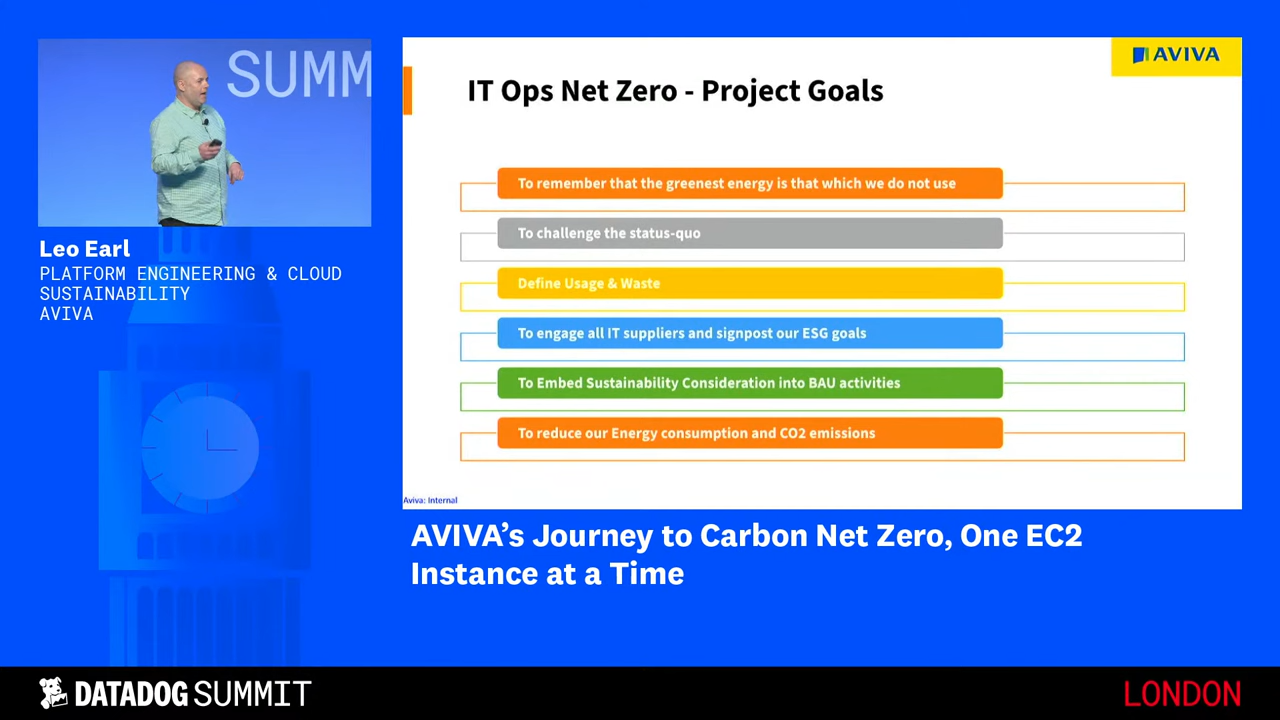 SUMM
Leo Earl
PLATFORM ENGINEERING & CLOUD
SUSTAINABILITY
AVIVA
AVIVA
IT Ops Net Zero - Project Goals
To remember that the greenest energy is that which we do not use
To challenge the status-quo
Define Usage & Waste
To engage all IT suppliers and signpost our ESG goals
To Embed Sustainability Consideration into BAU activities
To reduce our Energy consumption and CO2 emissions
Aviva: Internal
AVIVA’s Journey to Carbon Net Zero, One EC2
Instance at a Time
DATADOG SUMMIT
LONDON